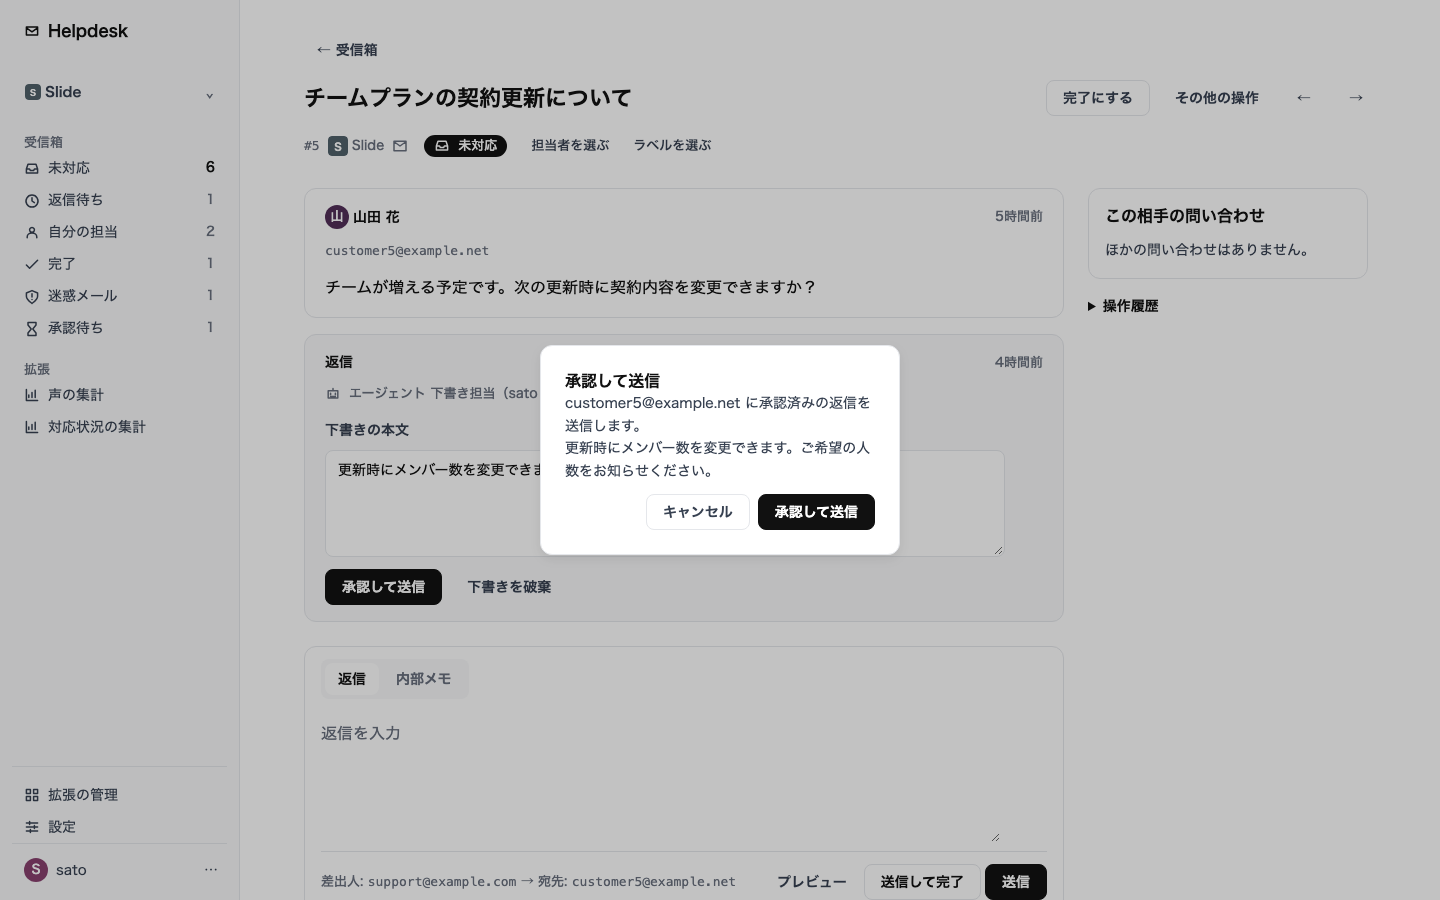 Helpdesk
S Slide
受信箱
未対応 6
返信待ち 1
自分の担当 2
完了 1
迷惑メール 1
承認待ち 1
拡張
声の集計
対応状況の集計
拡張の管理
設定
S sato ...
← 受信箱
チームプランの契約更新について
完了にする その他の操作 ← →
#5 S Slide 未対応 担当者を選ぶ ラベルを選ぶ
山 山田 花 5時間前
customer5@example.net
チームが増える予定です。次の更新時に契約内容を変更できますか？
この相手の問い合わせ
ほかの問い合わせはありません。
▶ 操作履歴
返信 4時間前
エージェント 下書き担当（sato
下書きの本文
更新時にメンバー数を変更できま
承認して送信 下書きを破棄
承認して送信
customer5@example.net に承認済みの返信を
送信します。
更新時にメンバー数を変更できます。ご希望の人
数をお知らせください。
キャンセル 承認して送信
返信 内部メモ
返信を入力
差出人: support@example.com → 宛先: customer5@example.net プレビュー 送信して完了 送信